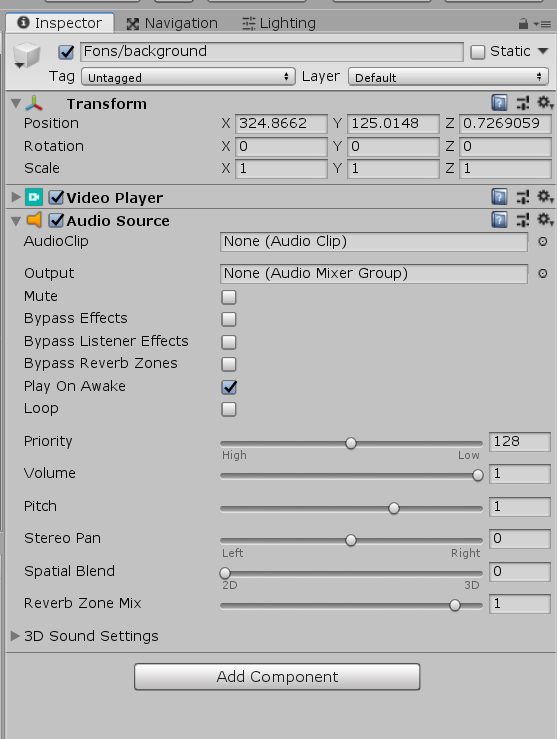 Inspector Navigation Lighting
Fons/background Static
Tag Untagged Layer Default
Transform
Position X 324.8662 Y 125.0148 Z 0.7269059
Rotation X 0 Y 0 Z 0
Scale X 1 Y 1 Z 1
Video Player
Audio Source
AudioClip None (Audio Clip)
Output None (Audio Mixer Group)
Mute
Bypass Effects
Bypass Listener Effects
Bypass Reverb Zones
Play On Awake
Loop
Priority 128
High Low
Volume 1
Pitch 1
Stereo Pan 0
Left Right
Spatial Blend 0
2D 3D
Reverb Zone Mix 1
3D Sound Settings
Add Component